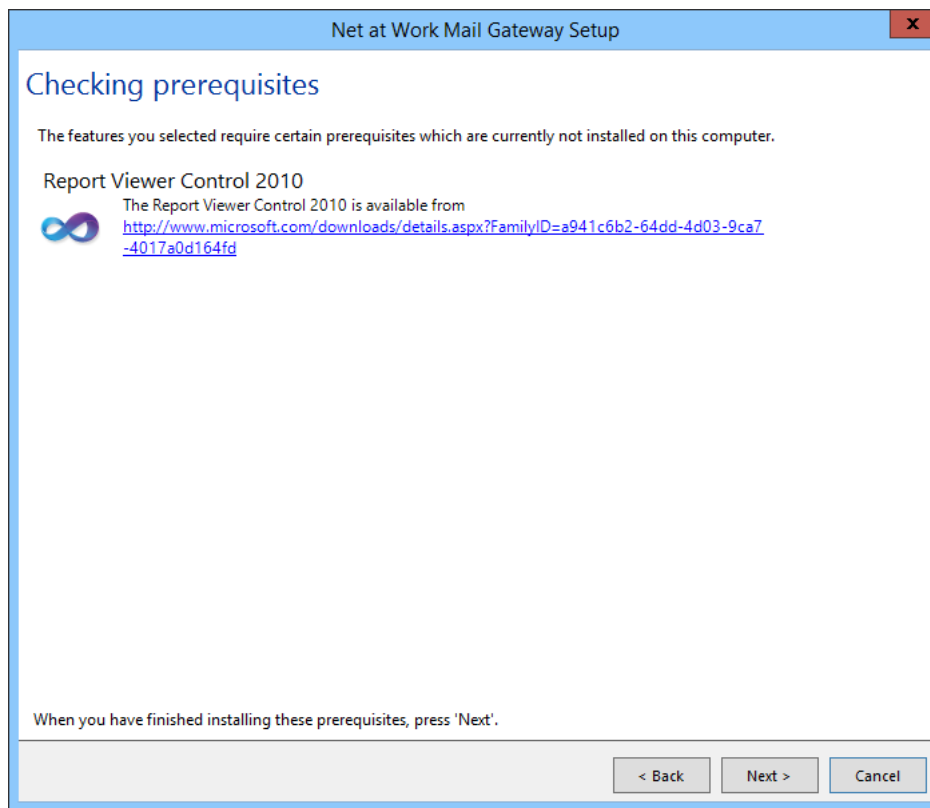 Net at Work Mail Gateway Setup
x
Checking prerequisites
The features you selected require certain prerequisites which are currently not installed on this computer.
Report Viewer Control 2010
The Report Viewer Control 2010 is available from
http://www.microsoft.com/downloads/details.aspx?FamilyID=a941c6b2-64dd-4d03-9ca7
-4017a0d164fd
When you have finished installing these prerequisites, press 'Next'.
< Back Next > Cancel